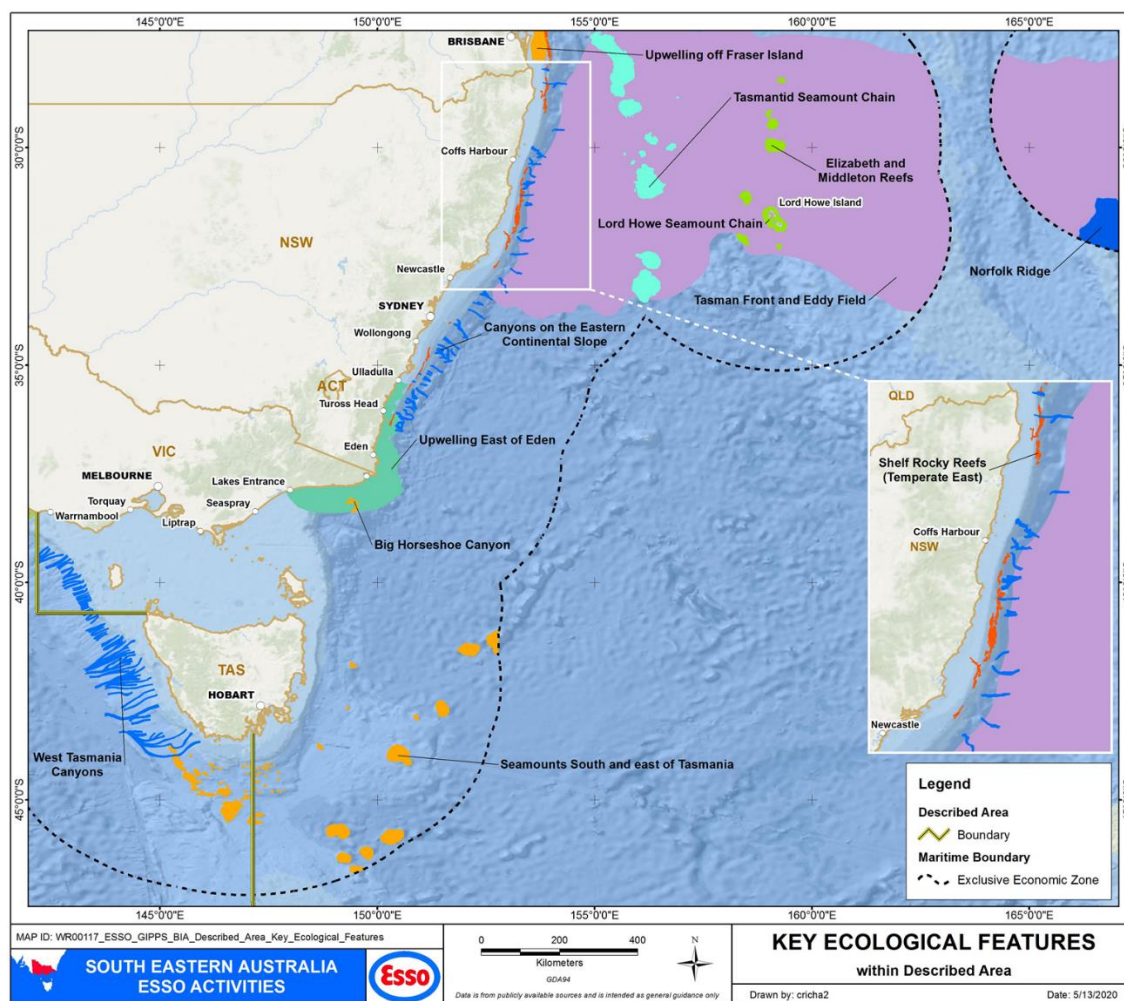 145°0'0"E
150°0'0"E
155°0'0"E
160°0'0"E
165°0'0"E
BRISBANE
Upwelling off Fraser Island
Tasmantid Seamount Chain
30°0'0"S
Coffs Harbour
Elizabeth and
Middleton Reefs
Lord Howe Island
Lord Howe Seamount Chain
NSW
Newcastle
Norfolk Ridge
Tasman Front and Eddy Field
SYDNEY
Wollongong
Canyons on the Eastern
Continental Slope
35°0'0"S
Ulladulla
ACT
Tuross Head
QLD
Eden
Upwelling East of Eden
VIC
Shelf Rocky Reefs
(Temperate East)
MELBOURNE
Lakes Entrance
Torquay
Seaspray
Warrnambool
Liptrap
Coffs Harbour
NSW
Big Horseshoe Canyon
40°0'0"S
TAS
HOBART
Newcastle
West Tasmania
Canyons
Seamounts South and east of Tasmania
45°0'0"S
Legend
Described Area
Boundary
Maritime Boundary
Exclusive Economic Zone
145°0'0"E
150°0'0"E
155°0'0"E
160°0'0"E
165°0'0"E
MAP ID: WR00117_ESSO_GIPPS_BIA_Described_Area_Key_Ecological_Features
SOUTH EASTERN AUSTRALIA
ESSO ACTIVITIES
Esso
0 200 400
Kilometers
GDA94
N
Data is from publicly available sources and is intended as general guidance only
KEY ECOLOGICAL FEATURES
within Described Area
Drawn by: cricha2
Date: 5/13/2020